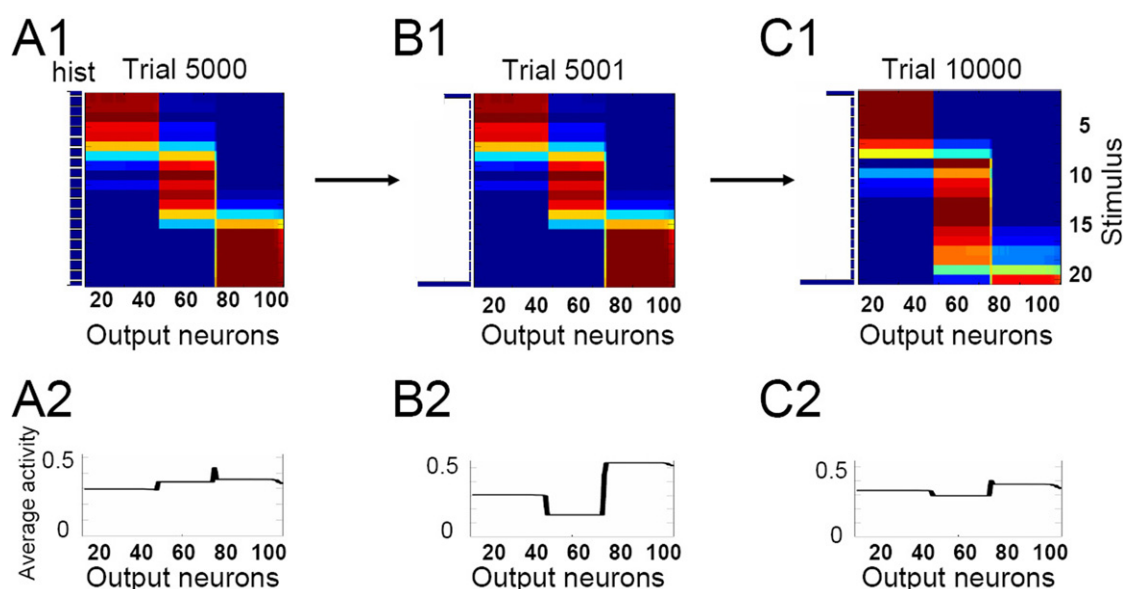 A1
B1
C1
hist
Trial 5000
Trial 5001
Trial 10000
5
10
15
20
Stimulus
20 40 60 80 100
20 40 60 80 100
20 40 60 80 100
Output neurons
Output neurons
Output neurons
A2
B2
C2
Average activity
0.5
0
0.5
0
0.5
0
20 40 60 80 100
20 40 60 80 100
20 40 60 80 100
Output neurons
Output neurons
Output neurons